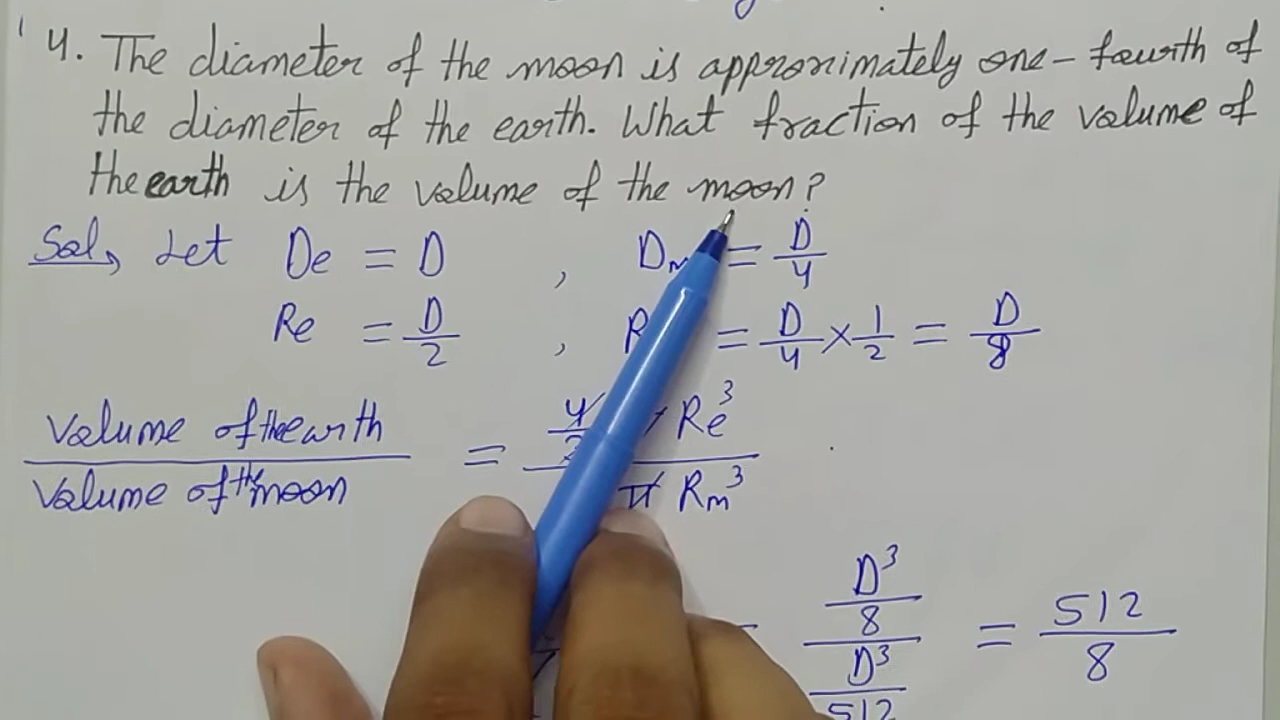 4. The diameter of the moon is approximately one-fourth of
the diameter of the earth. What fraction of the volume of
the earth is the volume of the moon?
Sol, Let De = D , D = D/4
Re = D/2 , R = D/4 × 1/2 = D/8
Volume of the earth / Volume of the moon = 4 Re³ / π Rm³
= D³/8 / D³/512 = 512/8